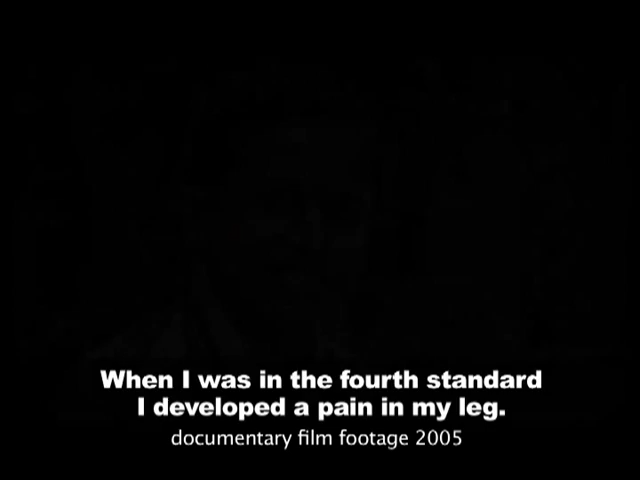 When I was in the fourth standard
I developed a pain in my leg.
documentary film footage 2005